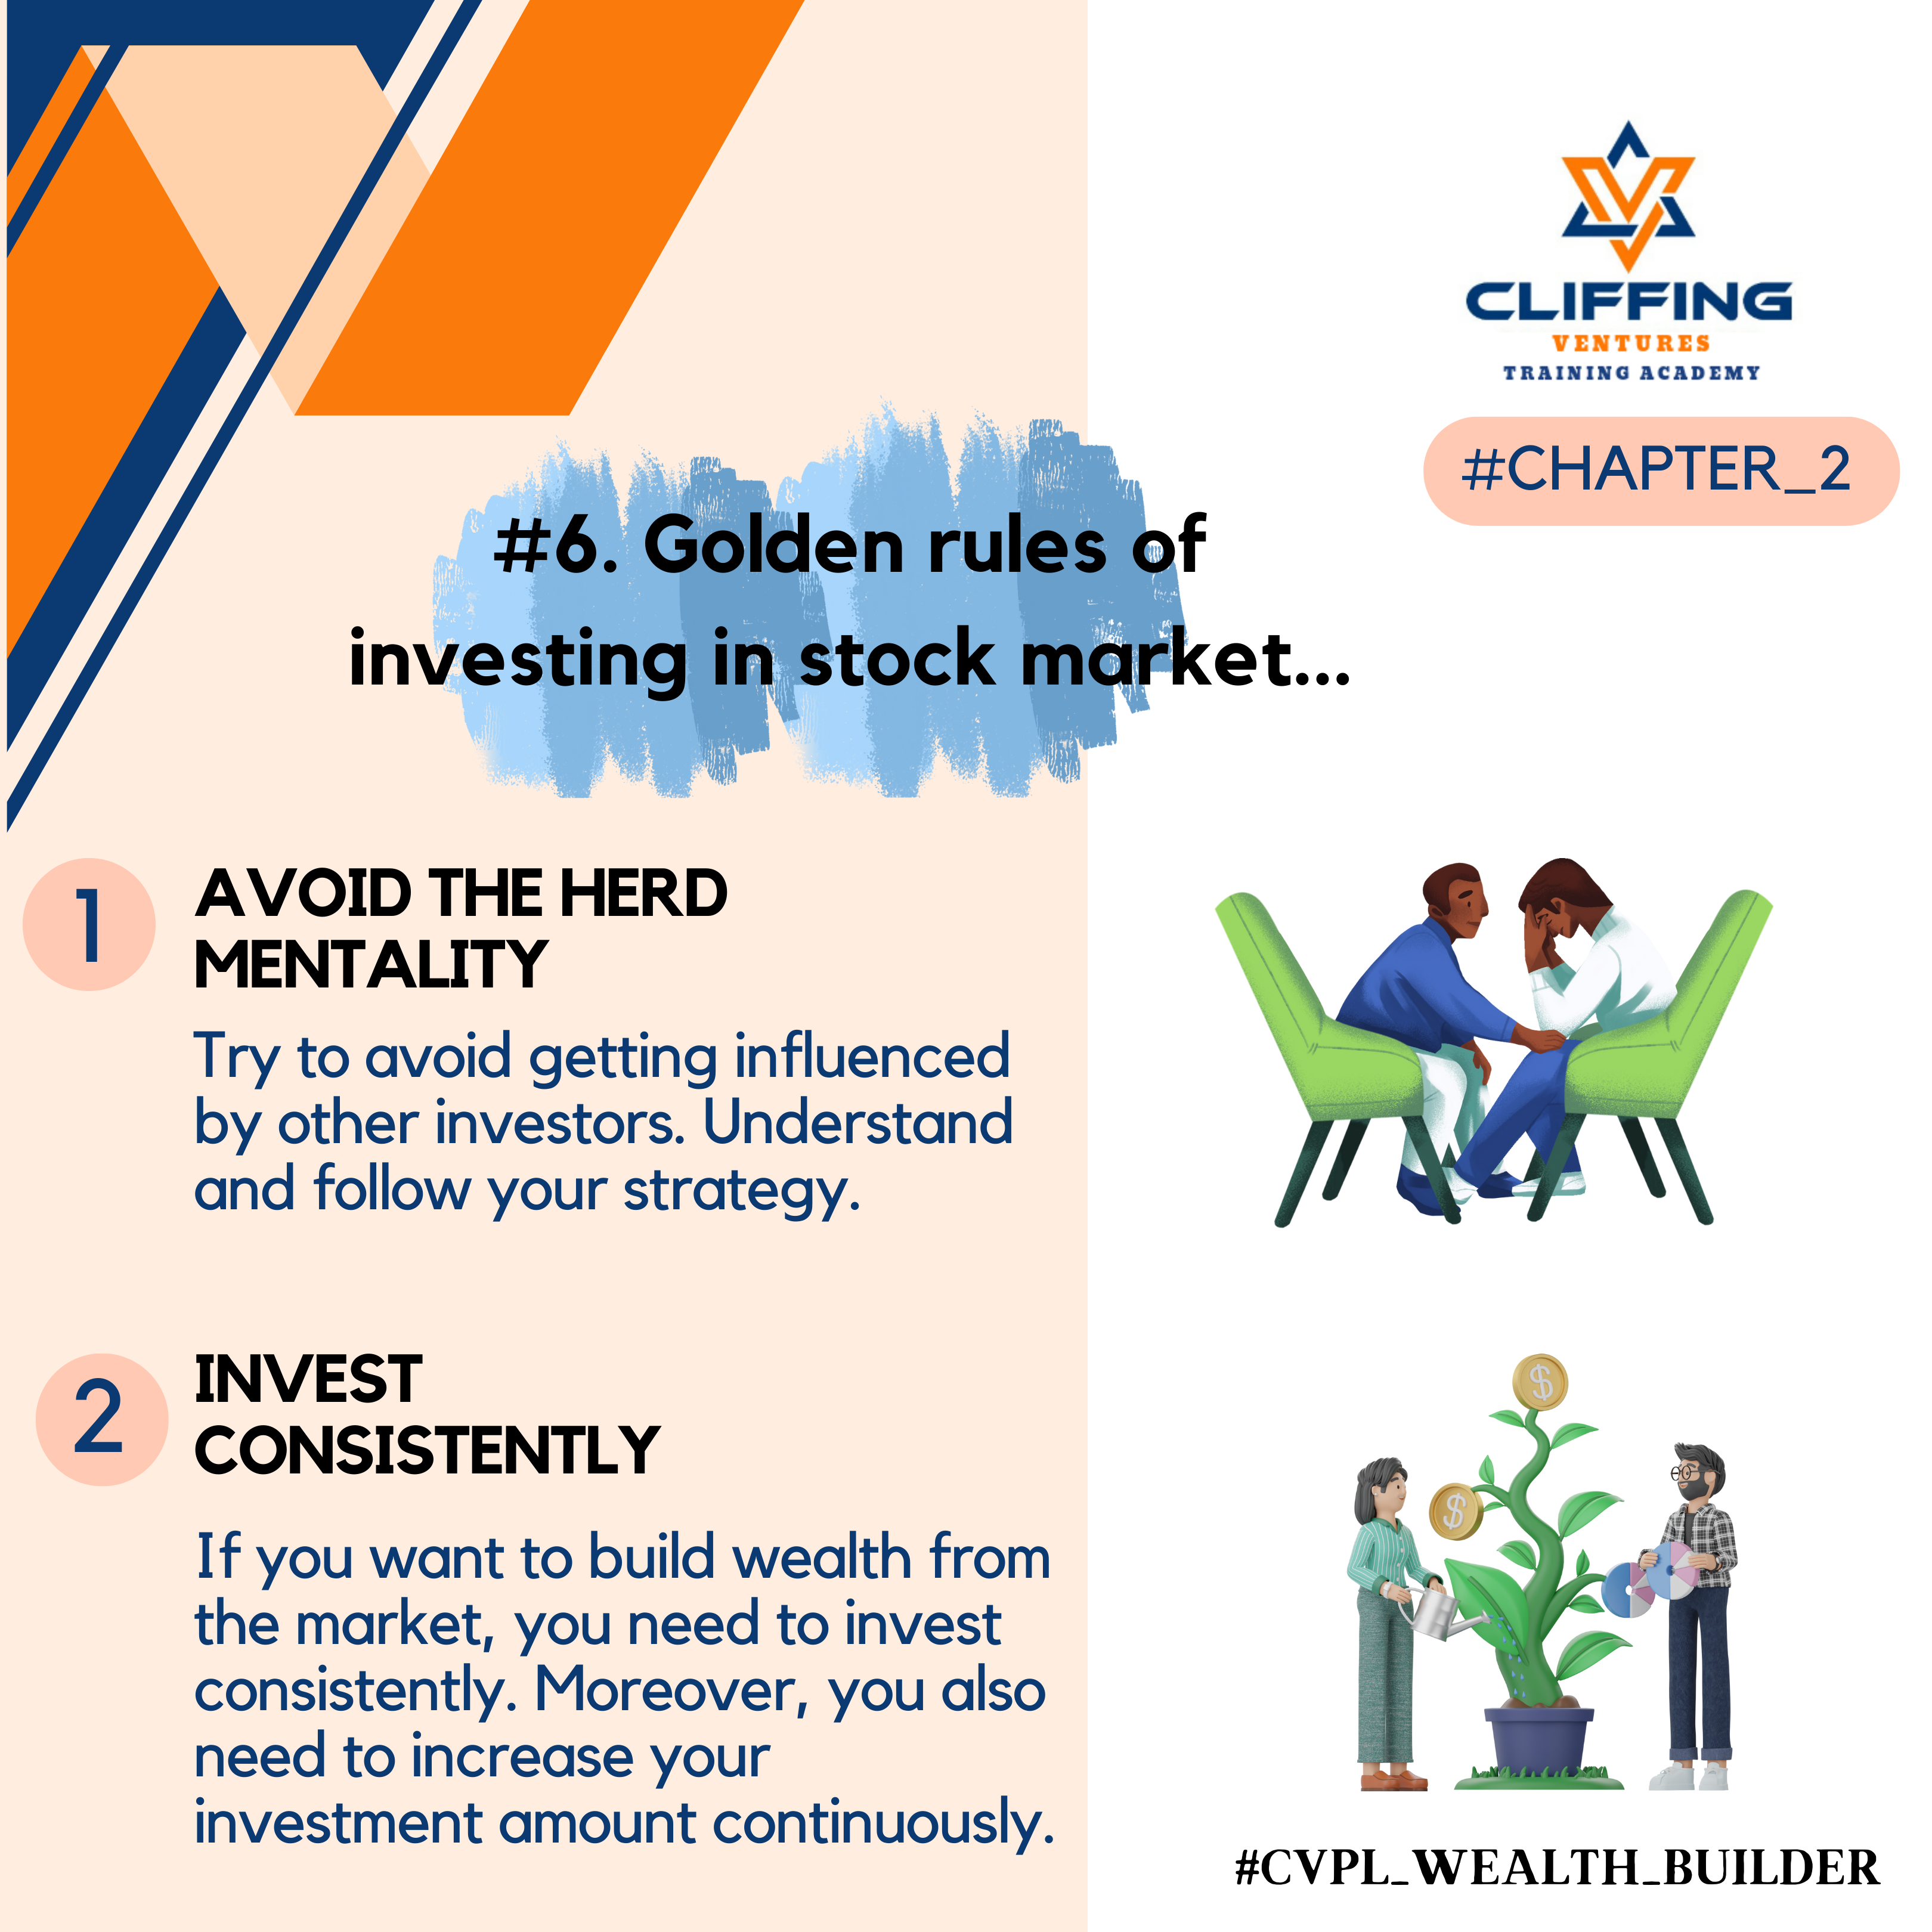 CLIFFING
VENTURES
TRAINING ACADEMY
#CHAPTER_2
#6. Golden rules of
investing in stock market...
1
AVOID THE HERD
MENTALITY
Try to avoid getting influenced
by other investors. Understand
and follow your strategy.
2
INVEST
CONSISTENTLY
If you want to build wealth from
the market, you need to invest
consistently. Moreover, you also
need to increase your
investment amount continuously.
$
$
#CVPL_WEALTH_BUILDER